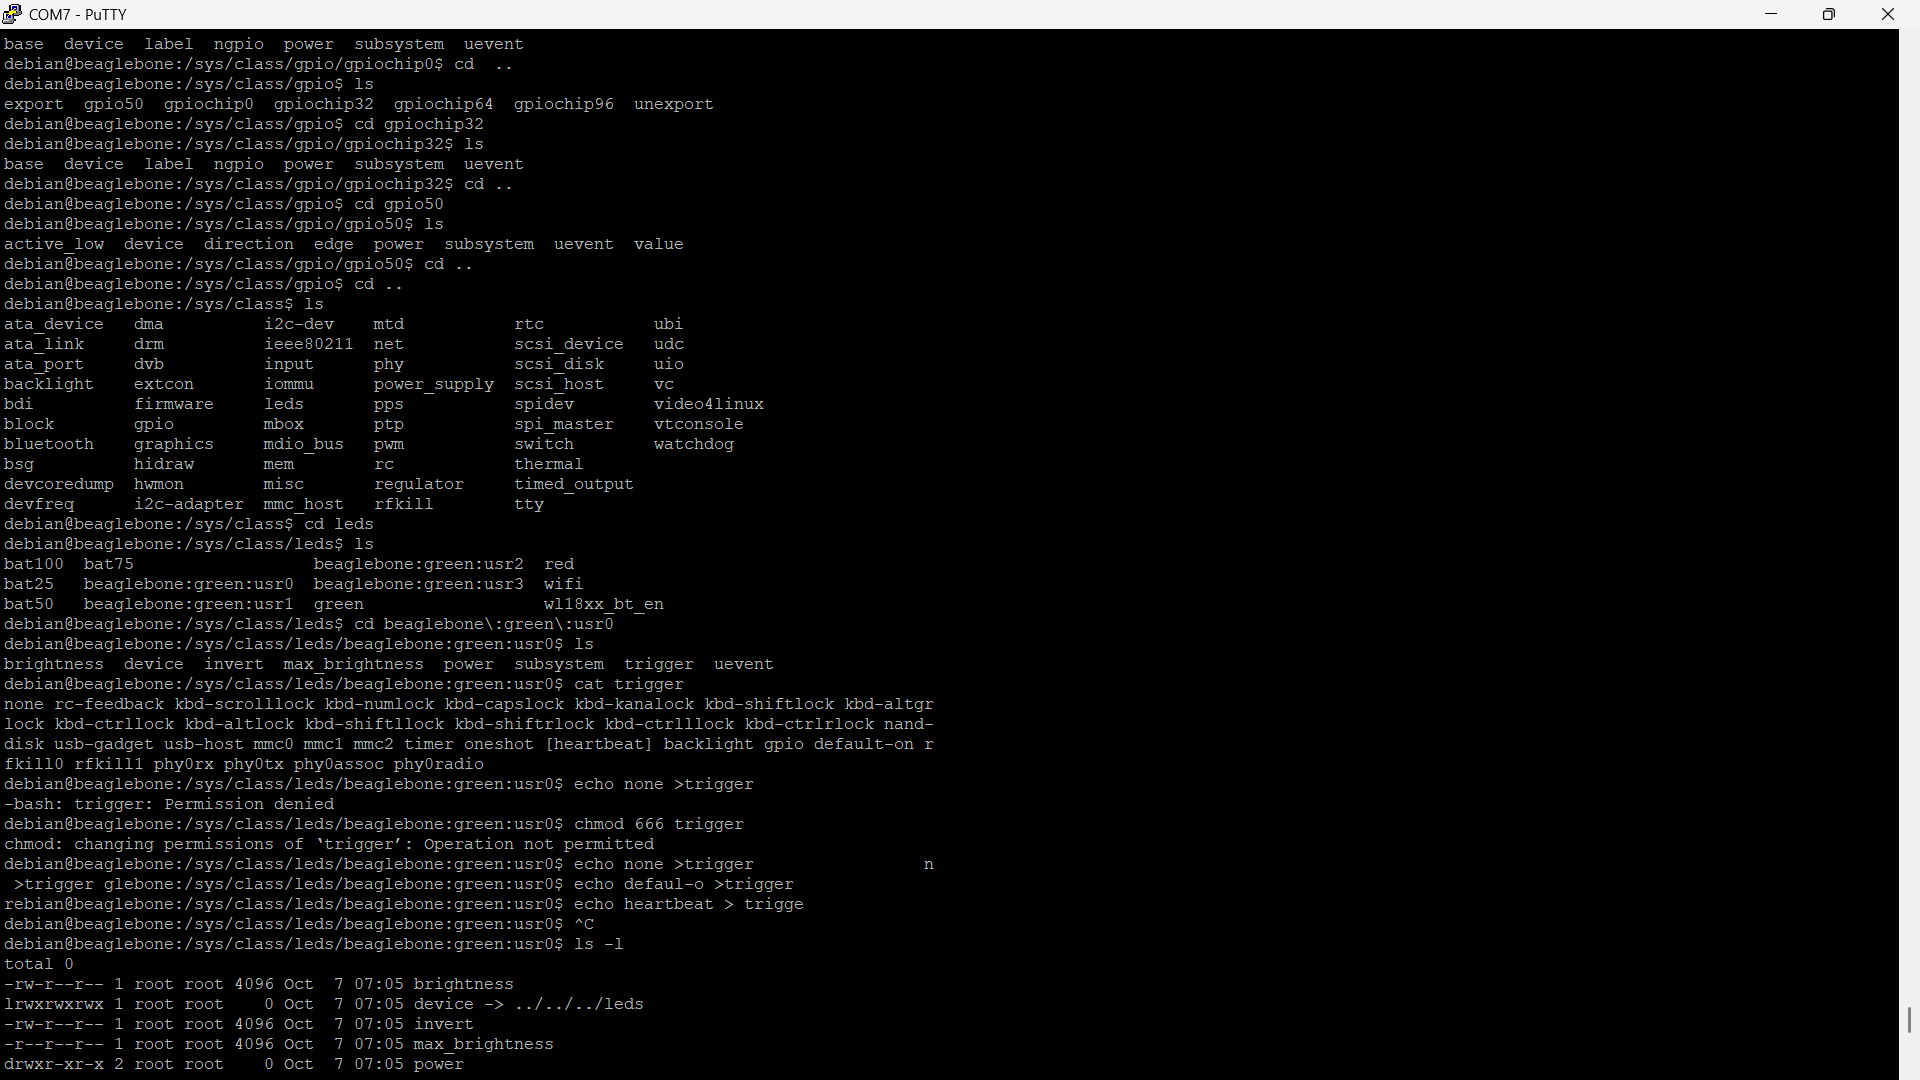 COM7 - PuTTY
base  device  label  ngpio  power  subsystem  uevent
debian@beaglebone:/sys/class/gpio/gpiochip0$ cd  ..
debian@beaglebone:/sys/class/gpio$ ls
export  gpio50  gpiochip0  gpiochip32  gpiochip64  gpiochip96  unexport
debian@beaglebone:/sys/class/gpio$ cd gpiochip32
debian@beaglebone:/sys/class/gpio/gpiochip32$ ls
base  device  label  ngpio  power  subsystem  uevent
debian@beaglebone:/sys/class/gpio/gpiochip32$ cd ..
debian@beaglebone:/sys/class/gpio$ cd gpio50
debian@beaglebone:/sys/class/gpio/gpio50$ ls
active_low  device  direction  edge  power  subsystem  uevent  value
debian@beaglebone:/sys/class/gpio/gpio50$ cd ..
debian@beaglebone:/sys/class/gpio$ cd ..
debian@beaglebone:/sys/class$ ls
ata_device   dma          i2c-dev    mtd           rtc           ubi
ata_link     drm          ieee80211  net           scsi_device   udc
ata_port     dvb          input      phy           scsi_disk     uio
backlight    extcon       iommu      power_supply  scsi_host     vc
bdi          firmware     leds       pps           spidev        video4linux
block        gpio         mbox       ptp           spi_master    vtconsole
bluetooth    graphics     mdio_bus   pwm           switch        watchdog
bsg          hidraw       mem        rc            thermal
devcoredump  hwmon        misc       regulator     timed_output
devfreq      i2c-adapter  mmc_host   rfkill        tty
debian@beaglebone:/sys/class$ cd leds
debian@beaglebone:/sys/class/leds$ ls
bat100  bat75                  beaglebone:green:usr2  red
bat25   beaglebone:green:usr0  beaglebone:green:usr3  wifi
bat50   beaglebone:green:usr1  green                  wl18xx_bt_en
debian@beaglebone:/sys/class/leds$ cd beaglebone\:green\:usr0
debian@beaglebone:/sys/class/leds/beaglebone:green:usr0$ ls
brightness  device  invert  max_brightness  power  subsystem  trigger  uevent
debian@beaglebone:/sys/class/leds/beaglebone:green:usr0$ cat trigger
none rc-feedback kbd-scrolllock kbd-numlock kbd-capslock kbd-kanalock kbd-shiftlock kbd-altgr
lock kbd-ctrllock kbd-altlock kbd-shiftllock kbd-shiftrlock kbd-ctrlllock kbd-ctrlrlock nand-
disk usb-gadget usb-host mmc0 mmc1 mmc2 timer oneshot [heartbeat] backlight gpio default-on r
fkill0 rfkill1 phy0rx phy0tx phy0assoc phy0radio
debian@beaglebone:/sys/class/leds/beaglebone:green:usr0$ echo none >trigger
-bash: trigger: Permission denied
debian@beaglebone:/sys/class/leds/beaglebone:green:usr0$ chmod 666 trigger
chmod: changing permissions of ‘trigger’: Operation not permitted
debian@beaglebone:/sys/class/leds/beaglebone:green:usr0$ echo none >trigger                 n
 >trigger glebone:/sys/class/leds/beaglebone:green:usr0$ echo defaul-o >trigger
rebian@beaglebone:/sys/class/leds/beaglebone:green:usr0$ echo heartbeat > trigge
debian@beaglebone:/sys/class/leds/beaglebone:green:usr0$ ^C
debian@beaglebone:/sys/class/leds/beaglebone:green:usr0$ ls -l
total 0
-rw-r--r-- 1 root root 4096 Oct  7 07:05 brightness
lrwxrwxrwx 1 root root    0 Oct  7 07:05 device -> ../../../leds
-rw-r--r-- 1 root root 4096 Oct  7 07:05 invert
-r--r--r-- 1 root root 4096 Oct  7 07:05 max_brightness
drwxr-xr-x 2 root root    0 Oct  7 07:05 power